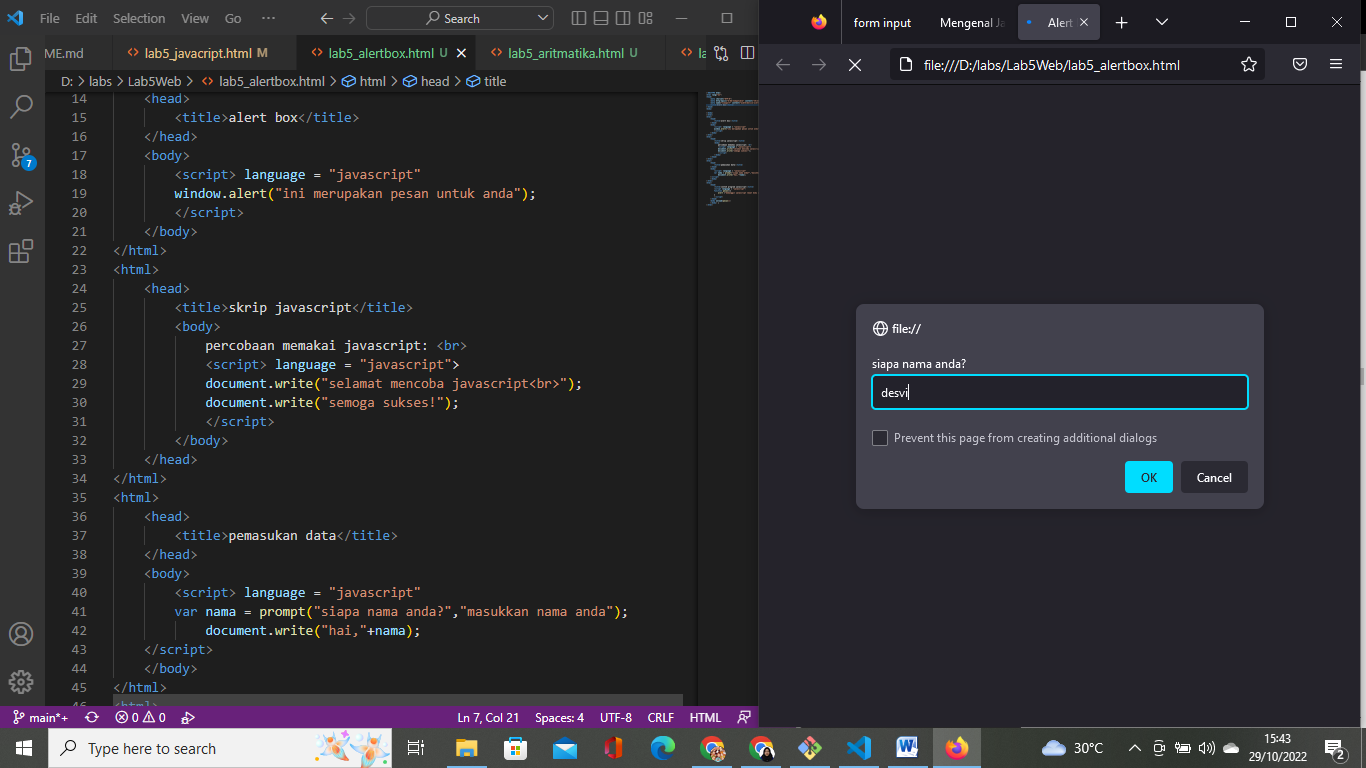 File Edit Selection View Go ··· Search
ME.md lab5_javacript.html M lab5_alertbox.html U lab5_aritmatika.html U
D: > labs > Lab5Web > lab5_alertbox.html > html > head > title
14 <head>
15 <title>alert box</title>
16 </head>
17 <body>
18 <script> language = "javascript"
19 window.alert("ini merupakan pesan untuk anda");
20 </script>
21 </body>
22 </html>
23 <html>
24 <head>
25 <title>skrip javascript</title>
26 <body>
27 percobaan memakai javascript: <br>
28 <script> language = "javascript">
29 document.write("selamat mencoba javascript<br>");
30 document.write("semoga sukses!");
31 </script>
32 </body>
33 </head>
34 </html>
35 <html>
36 <head>
37 <title>pemasukan data</title>
38 </head>
39 <body>
40 <script> language = "javascript"
41 var nama = prompt("siapa nama anda?","masukkan nama anda");
42 document.write("hai,"+nama);
43 </script>
44 </body>
45 </html>
7
main*+ 0 0 Ln 7, Col 21 Spaces: 4 UTF-8 CRLF HTML
form input Mengenal Ja Alert
file:///D:/labs/Lab5Web/lab5_alertbox.html
file://
siapa nama anda?
desvi
Prevent this page from creating additional dialogs
OK Cancel
Type here to search
30°C
15:43
29/10/2022
2